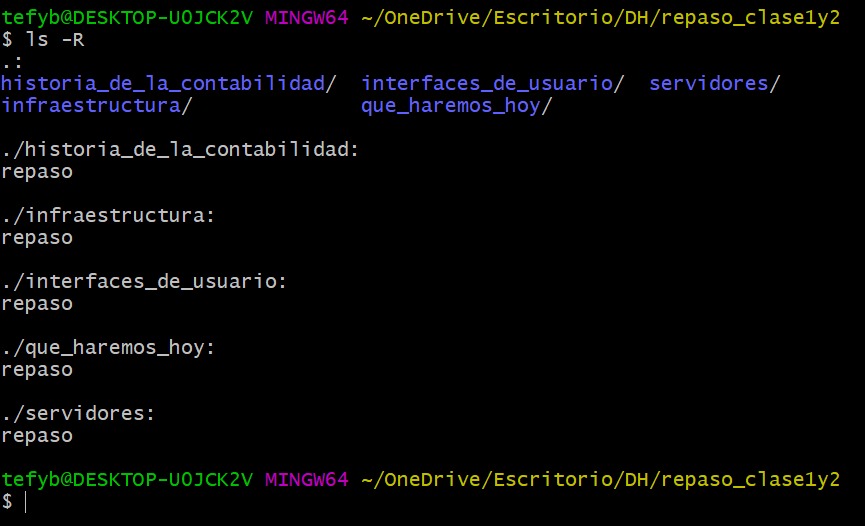 tefyb@DESKTOP-U0JCK2V MINGW64 ~/OneDrive/Escritorio/DH/repaso_clase1y2
$ ls -R
.:
historia_de_la_contabilidad/  interfaces_de_usuario/  servidores/
infraestructura/              que_haremos_hoy/

./historia_de_la_contabilidad:
repaso

./infraestructura:
repaso

./interfaces_de_usuario:
repaso

./que_haremos_hoy:
repaso

./servidores:
repaso

tefyb@DESKTOP-U0JCK2V MINGW64 ~/OneDrive/Escritorio/DH/repaso_clase1y2
$